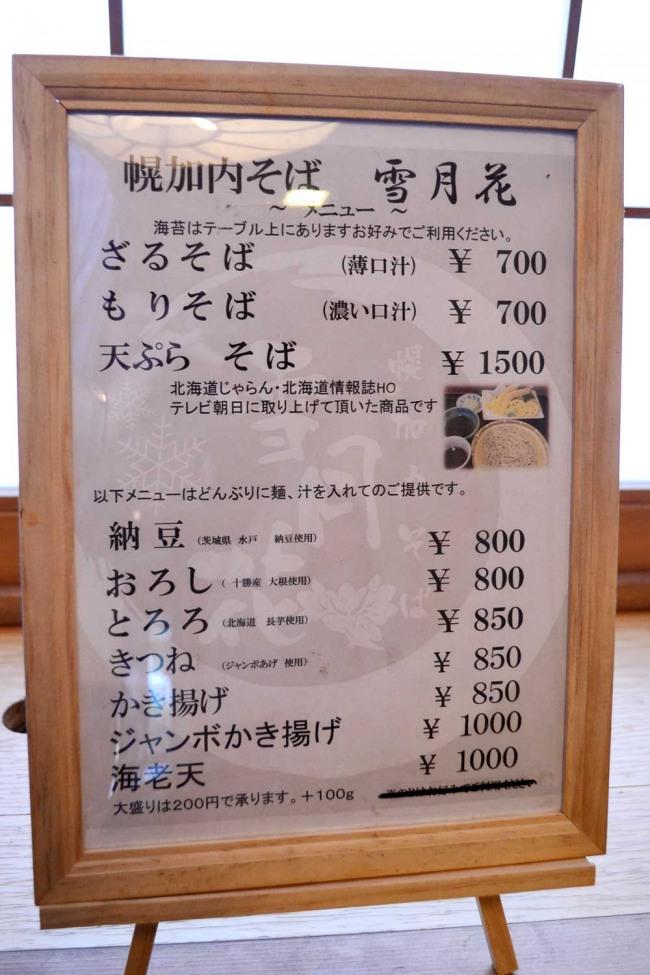 幌加内そば 雪月花
～ メニュー ～
海苔はテーブル上にありますお好みでご利用ください。
ざるそば (薄口汁) ¥ 700
もりそば (濃い口汁) ¥ 700
天ぷら そば ¥ 1500
北海道じゃらん・北海道情報誌HO
テレビ朝日に取り上げて頂いた商品です
以下メニューはどんぶりに麺、汁を入れてのご提供です。
納豆 (茨城県 水戸 納豆使用) ¥ 800
おろし ( 十勝産 大根使用) ¥ 800
とろろ (北海道 長芋使用) ¥ 850
きつね (ジャンボあげ 使用) ¥ 850
かき揚げ ¥ 850
ジャンボかき揚げ ¥ 1000
海老天 ¥ 1000
大盛りは200円で承ります。＋100g
雪月花
幌加内そば